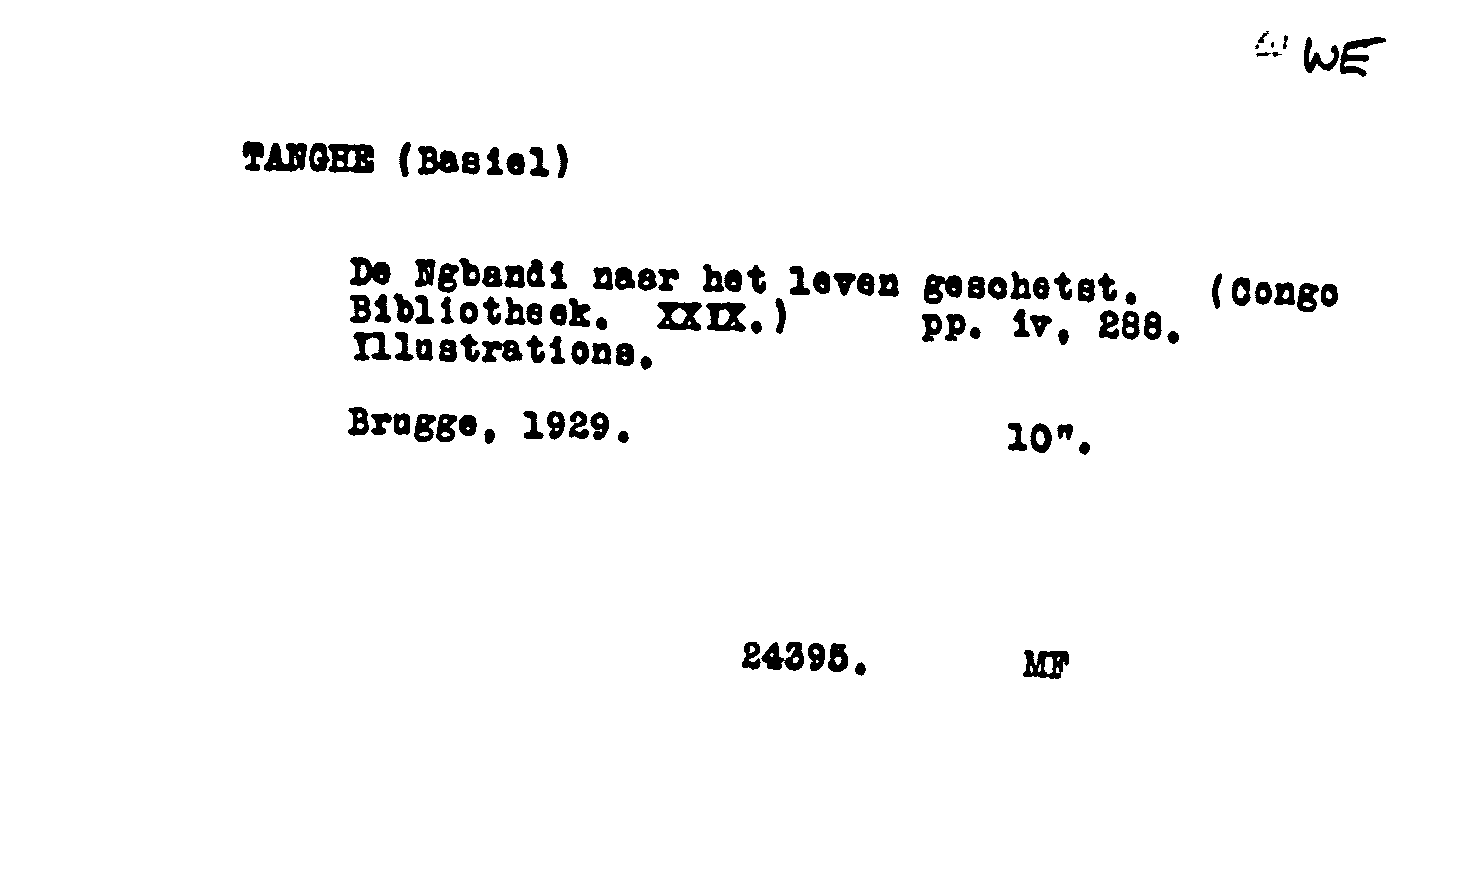 WE
TANGHE (Basiel)
De Ngbandi naar het leven geschetst. (Congo
Bibliotheek. XXIX.) pp. iv, 288.
Illustrations.
Brugge, 1929. 10".
24395. MF